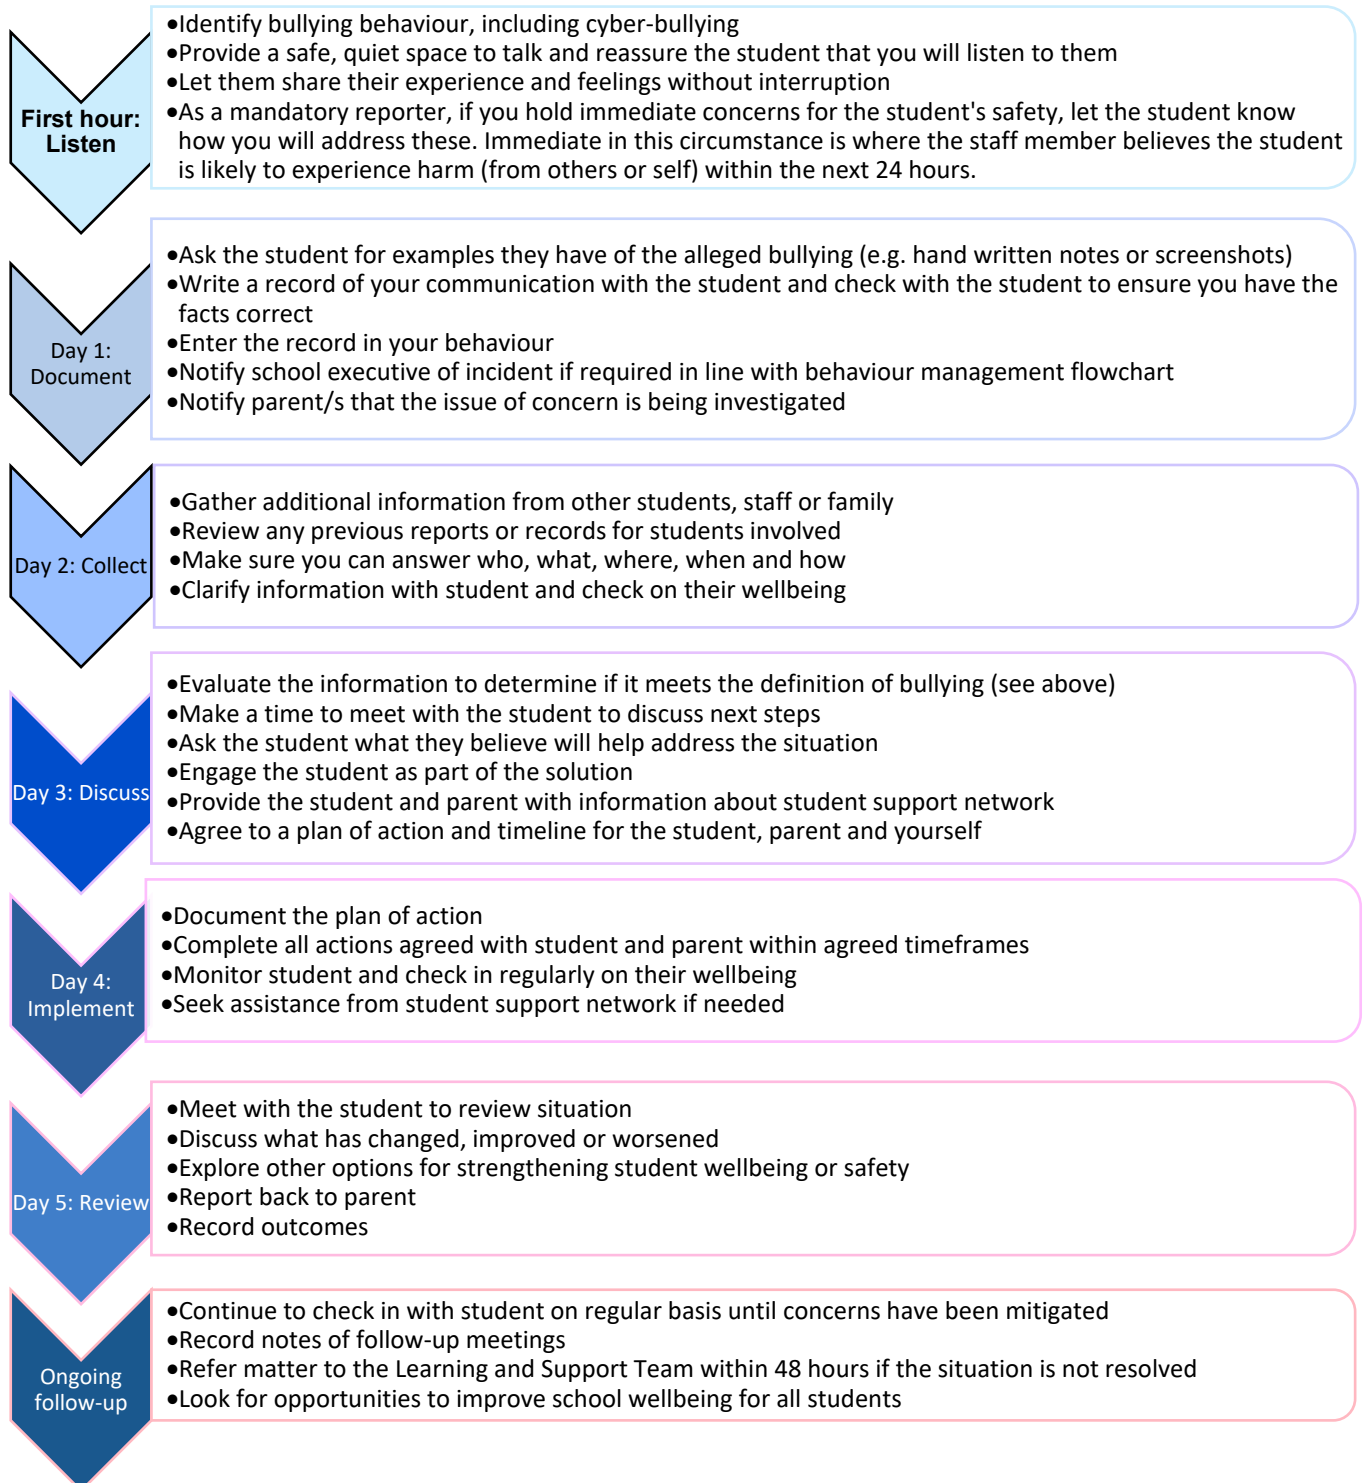 First hour:
Listen
•Identify bullying behaviour, including cyber-bullying
•Provide a safe, quiet space to talk and reassure the student that you will listen to them
•Let them share their experience and feelings without interruption
•As a mandatory reporter, if you hold immediate concerns for the student's safety, let the student know
how you will address these. Immediate in this circumstance is where the staff member believes the student
is likely to experience harm (from others or self) within the next 24 hours.
Day 1:
Document
•Ask the student for examples they have of the alleged bullying (e.g. hand written notes or screenshots)
•Write a record of your communication with the student and check with the student to ensure you have the
facts correct
•Enter the record in your behaviour
•Notify school executive of incident if required in line with behaviour management flowchart
•Notify parent/s that the issue of concern is being investigated
Day 2: Collect
•Gather additional information from other students, staff or family
•Review any previous reports or records for students involved
•Make sure you can answer who, what, where, when and how
•Clarify information with student and check on their wellbeing
Day 3: Discuss
•Evaluate the information to determine if it meets the definition of bullying (see above)
•Make a time to meet with the student to discuss next steps
•Ask the student what they believe will help address the situation
•Engage the student as part of the solution
•Provide the student and parent with information about student support network
•Agree to a plan of action and timeline for the student, parent and yourself
Day 4:
Implement
•Document the plan of action
•Complete all actions agreed with student and parent within agreed timeframes
•Monitor student and check in regularly on their wellbeing
•Seek assistance from student support network if needed
Day 5: Review
•Meet with the student to review situation
•Discuss what has changed, improved or worsened
•Explore other options for strengthening student wellbeing or safety
•Report back to parent
•Record outcomes
Ongoing
follow-up
•Continue to check in with student on regular basis until concerns have been mitigated
•Record notes of follow-up meetings
•Refer matter to the Learning and Support Team within 48 hours if the situation is not resolved
•Look for opportunities to improve school wellbeing for all students